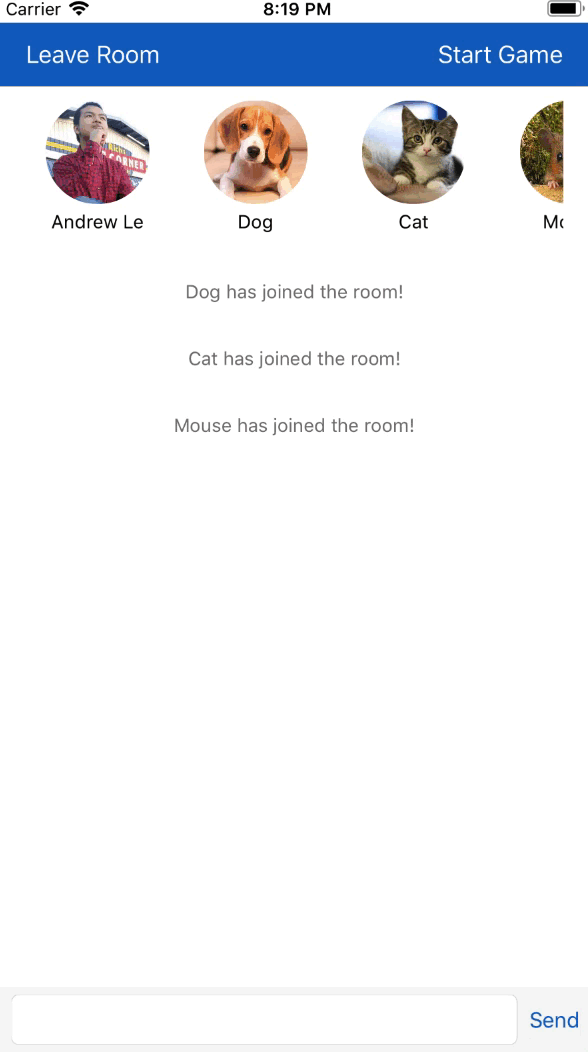 Carrier 8:19 PM
Leave Room Start Game
CORNER
Andrew Le Dog Cat
Dog has joined the room!
Cat has joined the room!
Mouse has joined the room!
Send